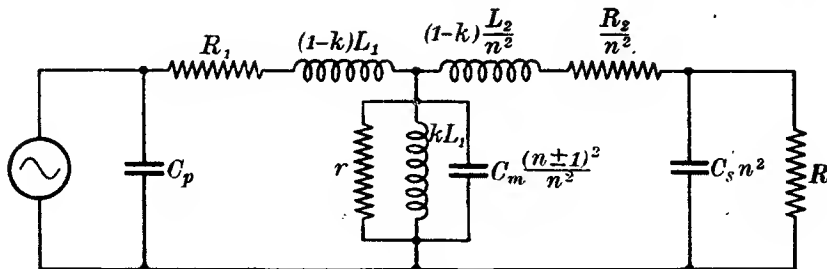 R₁
(1-k)L₁
(1-k) L₂/n²
R₂/n²
C_p
r
kL₁
C_m (n±1)²/n²
C_s n²
R